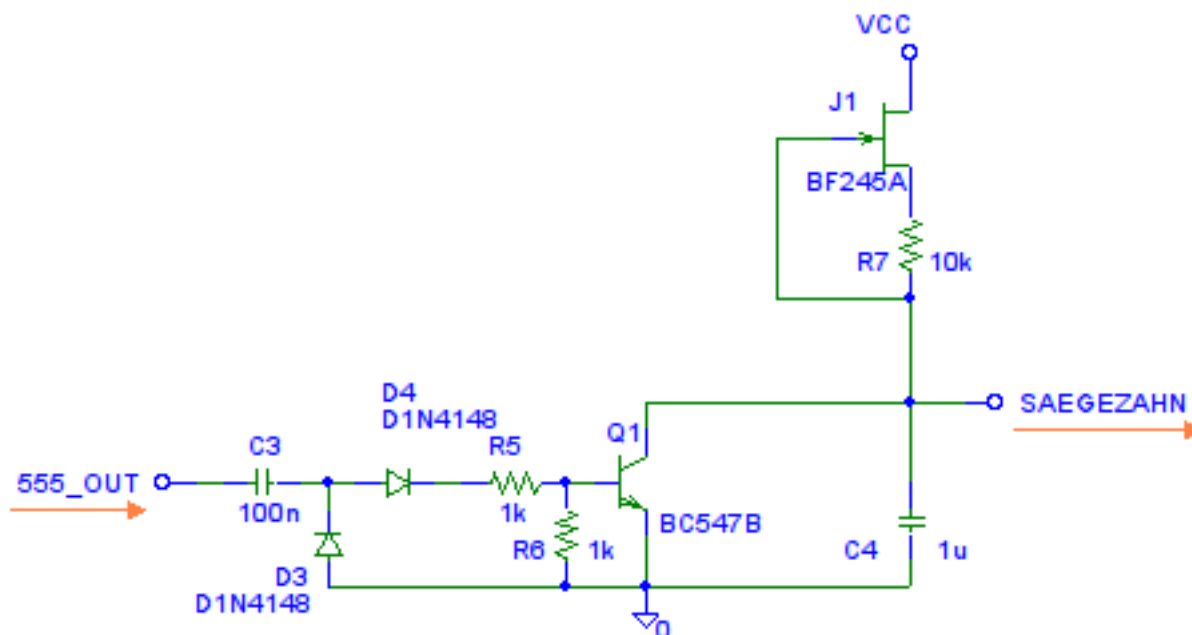 VCC
J1
BF245A
R7 10k
D4
D1N4148
C3 R5 Q1 SAEGEZAHN
555_OUT
100n 1k BC547B
R6 1k C4 1u
D3
D1N4148
0